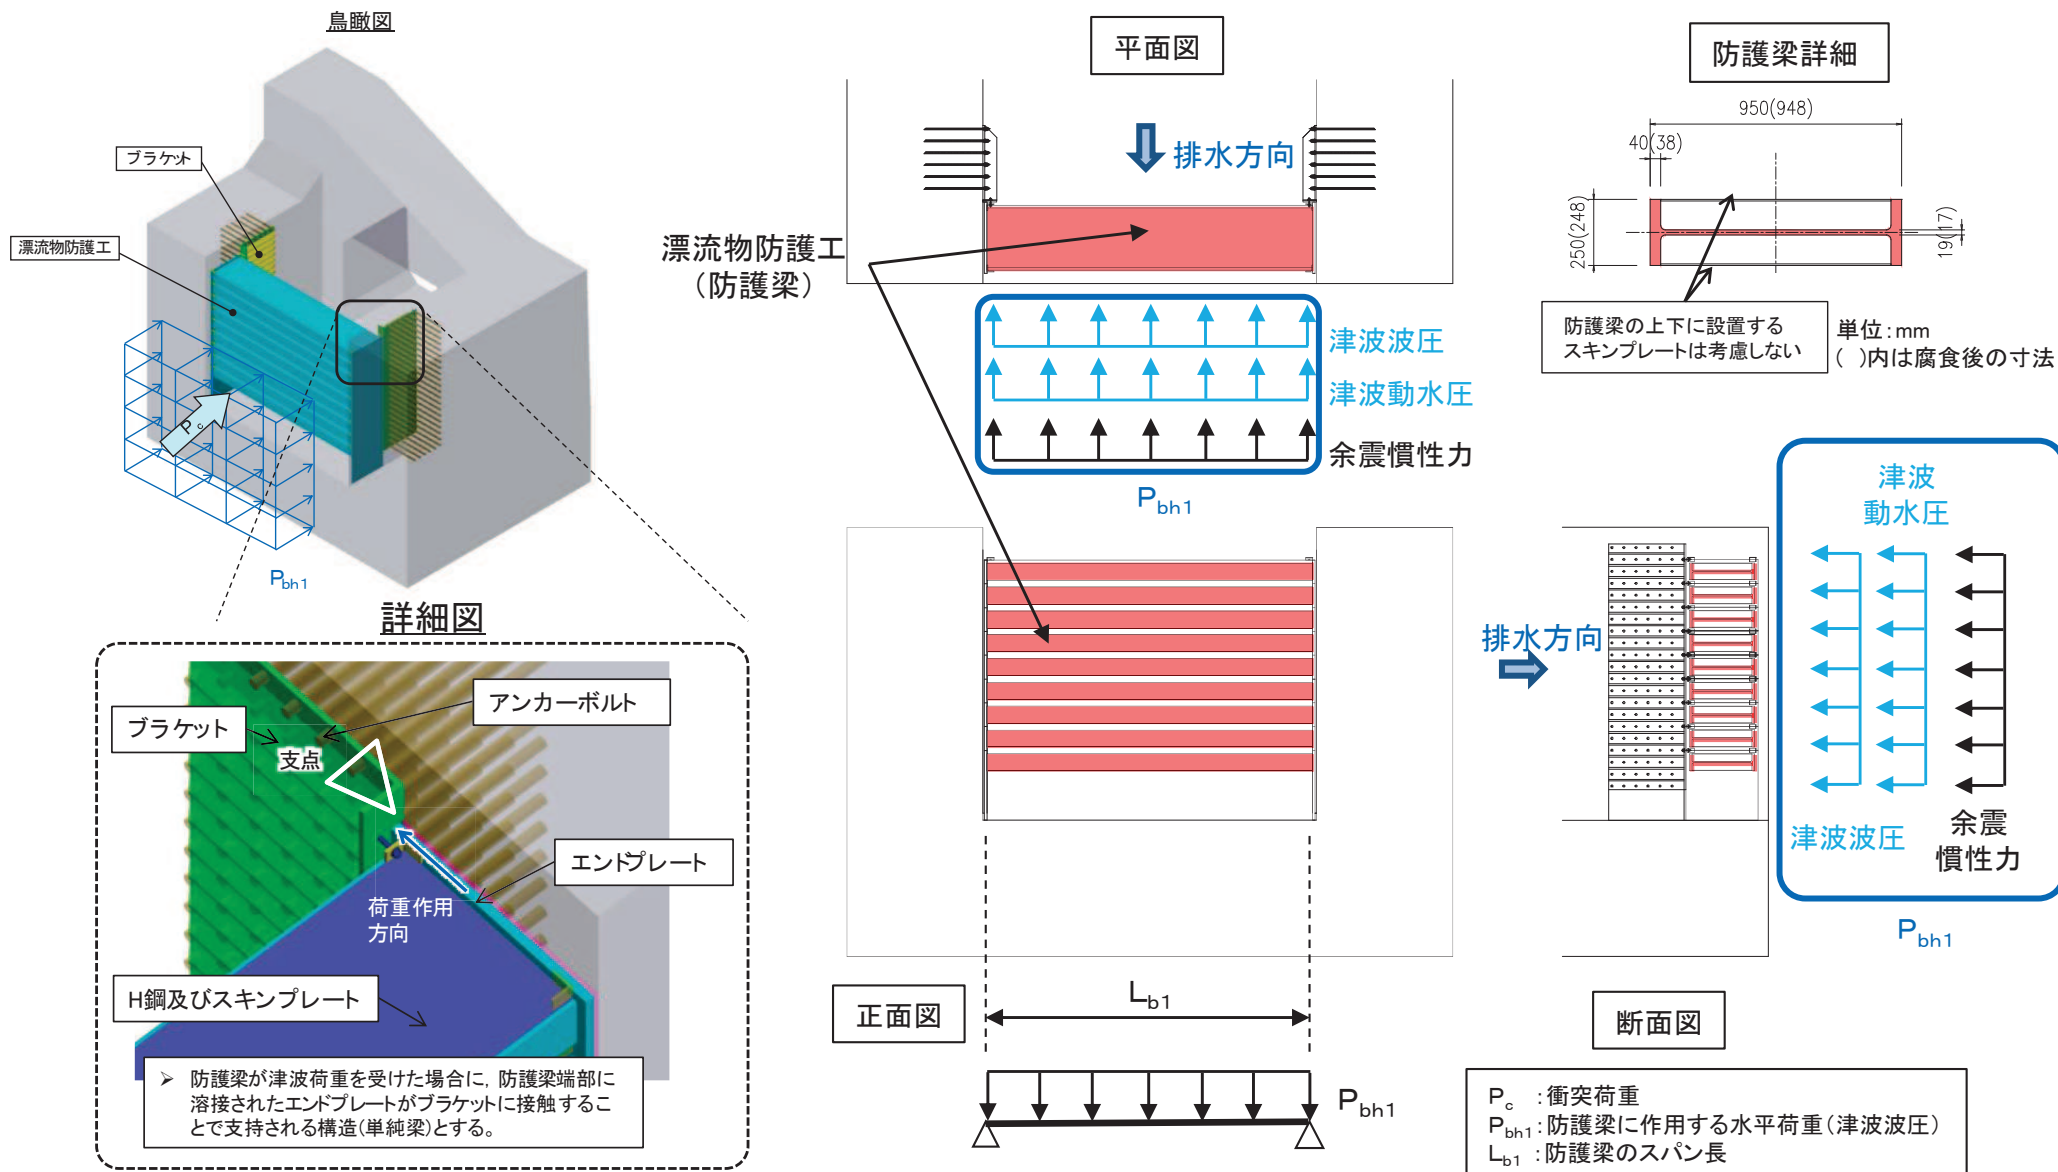 鳥瞰図
ブラケット
漂流物防護工
Pc
Pbh1
詳細図
ブラケット
アンカーボルト
支点
エンドプレート
荷重作用
方向
H鋼及びスキンプレート
➢ 防護梁が津波荷重を受けた場合に, 防護梁端部に
溶接されたエンドプレートがブラケットに接触するこ
とで支持される構造(単純梁)とする。
平面図
排水方向
漂流物防護工
(防護梁)
津波波圧
津波動水圧
余震慣性力
Pbh1
正面図
Lb1
Pbh1
防護梁詳細
950(948)
40(38)
250(248)
19(17)
防護梁の上下に設置する
スキンプレートは考慮しない
単位:mm
( )内は腐食後の寸法
排水方向
津波
動水圧
津波波圧
余震
慣性力
Pbh1
断面図
Pc :衝突荷重
Pbh1:防護梁に作用する水平荷重(津波波圧)
Lb1 :防護梁のスパン長